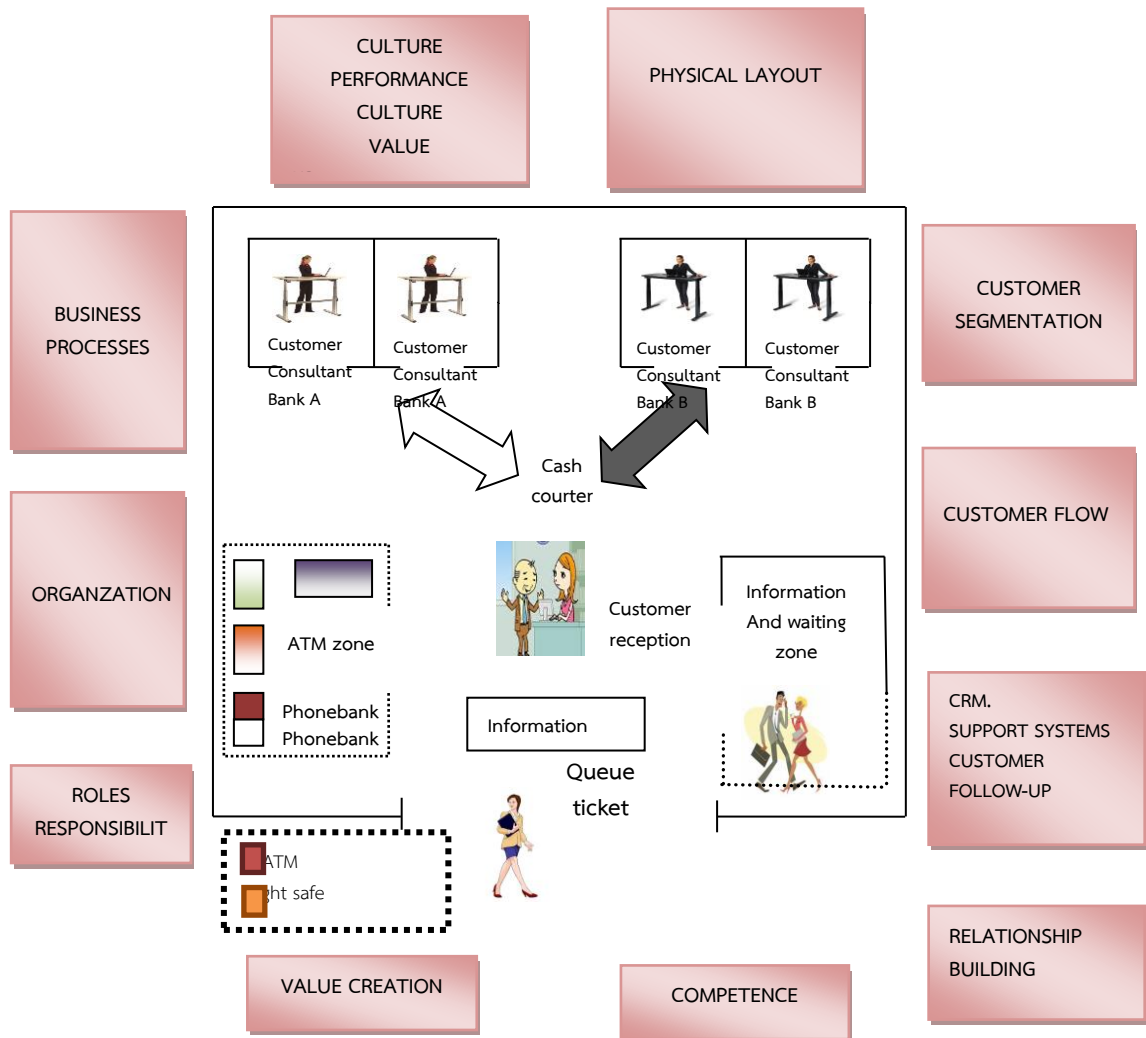 CULTURE
PERFORMANCE
CULTURE
VALUE
PHYSICAL LAYOUT
BUSINESS
PROCESSES
CUSTOMER
SEGMENTATION
Customer
Consultant
Bank A
Customer
Consultant
Bank A
Customer
Consultant
Bank B
Customer
Consultant
Bank B
Cash
courter
CUSTOMER FLOW
ORGANZATION
ATM zone
Phonebank
Phonebank
Customer
reception
Information
And waiting
zone
Information
Queue
ticket
CRM.
SUPPORT SYSTEMS
CUSTOMER
FOLLOW-UP
ROLES
RESPONSIBILIT
ATM
ght safe
VALUE CREATION
COMPETENCE
RELATIONSHIP
BUILDING